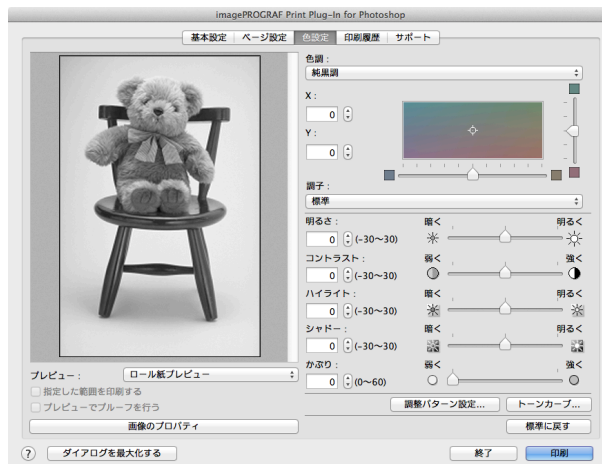 imagePROGRAF Print Plug-In for Photoshop
基本設定 ページ設定 色設定 印刷履歴 サポート
色調：
純黒調
X：
0
Y：
0
調子：
標準
明るさ： 暗く 明るく
0 (-30～30)
コントラスト： 弱く 強く
0 (-30～30)
ハイライト： 暗く 明るく
0 (-30～30)
シャドー： 暗く 明るく
0 (-30～30)
かぶり： 弱く 強く
0 (0～60)
調整パターン設定... トーンカーブ...
標準に戻す
プレビュー： ロール紙プレビュー
指定した範囲を印刷する
プレビューでプルーフを行う
画像のプロパティ
? ダイアログを最大化する 終了 印刷